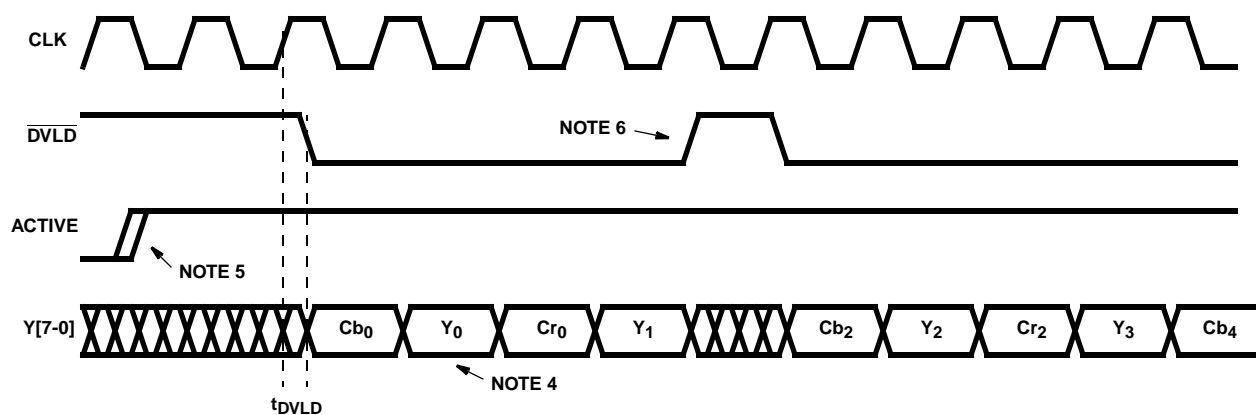 CLK
DVLD
NOTE 6
ACTIVE
NOTE 5
Y[7-0]
Cb0 Y0 Cr0 Y1 Cb2 Y2 Cr2 Y3 Cb4
NOTE 4
tDVLD